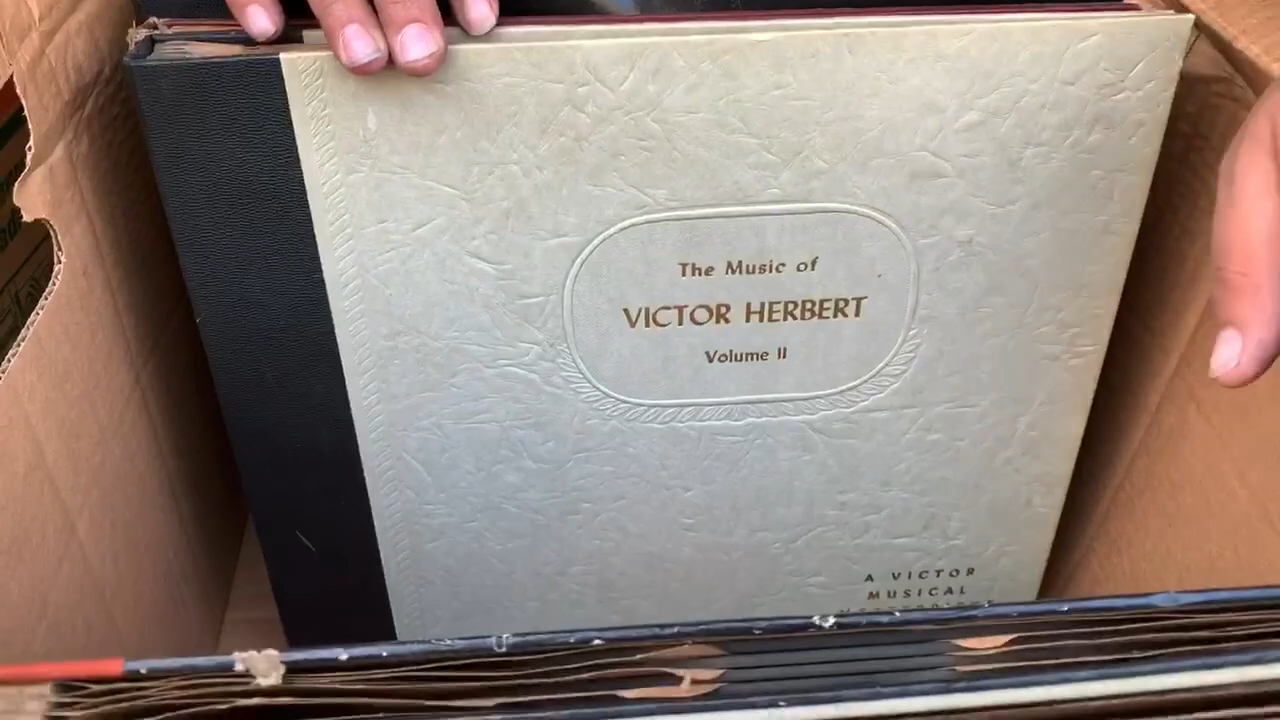 The Music of
VICTOR HERBERT
Volume II
A VICTOR
MUSICAL